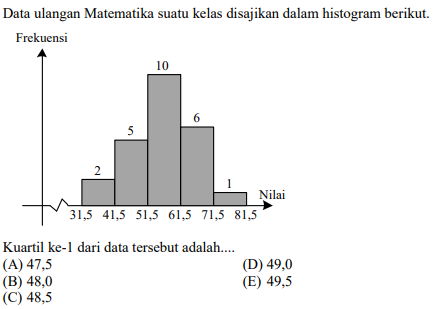 Data ulangan Matematika suatu kelas disajikan dalam histogram berikut.
Frekuensi
10
6
5
2
1
Nilai
31,5 41,5 51,5 61,5 71,5 81,5
Kuartil ke-1 dari data tersebut adalah....
(A) 47,5
(B) 48,0
(C) 48,5
(D) 49,0
(E) 49,5